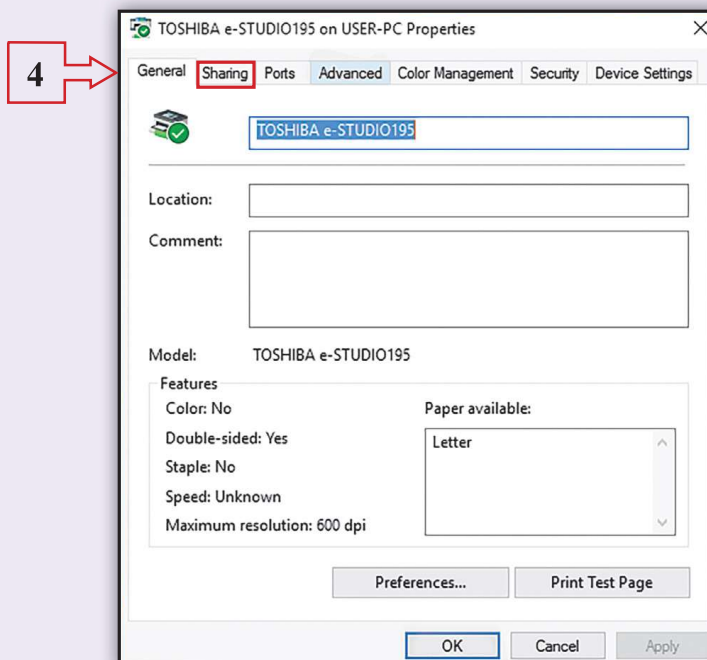 TOSHIBA e-STUDIO195 on USER-PC Properties
4
General Sharing Ports Advanced Color Management Security Device Settings
TOSHIBA e-STUDIO195
Location:
Comment:
Model: TOSHIBA e-STUDIO195
Features
Color: No
Paper available:
Double-sided: Yes
Letter
Staple: No
Speed: Unknown
Maximum resolution: 600 dpi
Preferences... Print Test Page
OK Cancel Apply